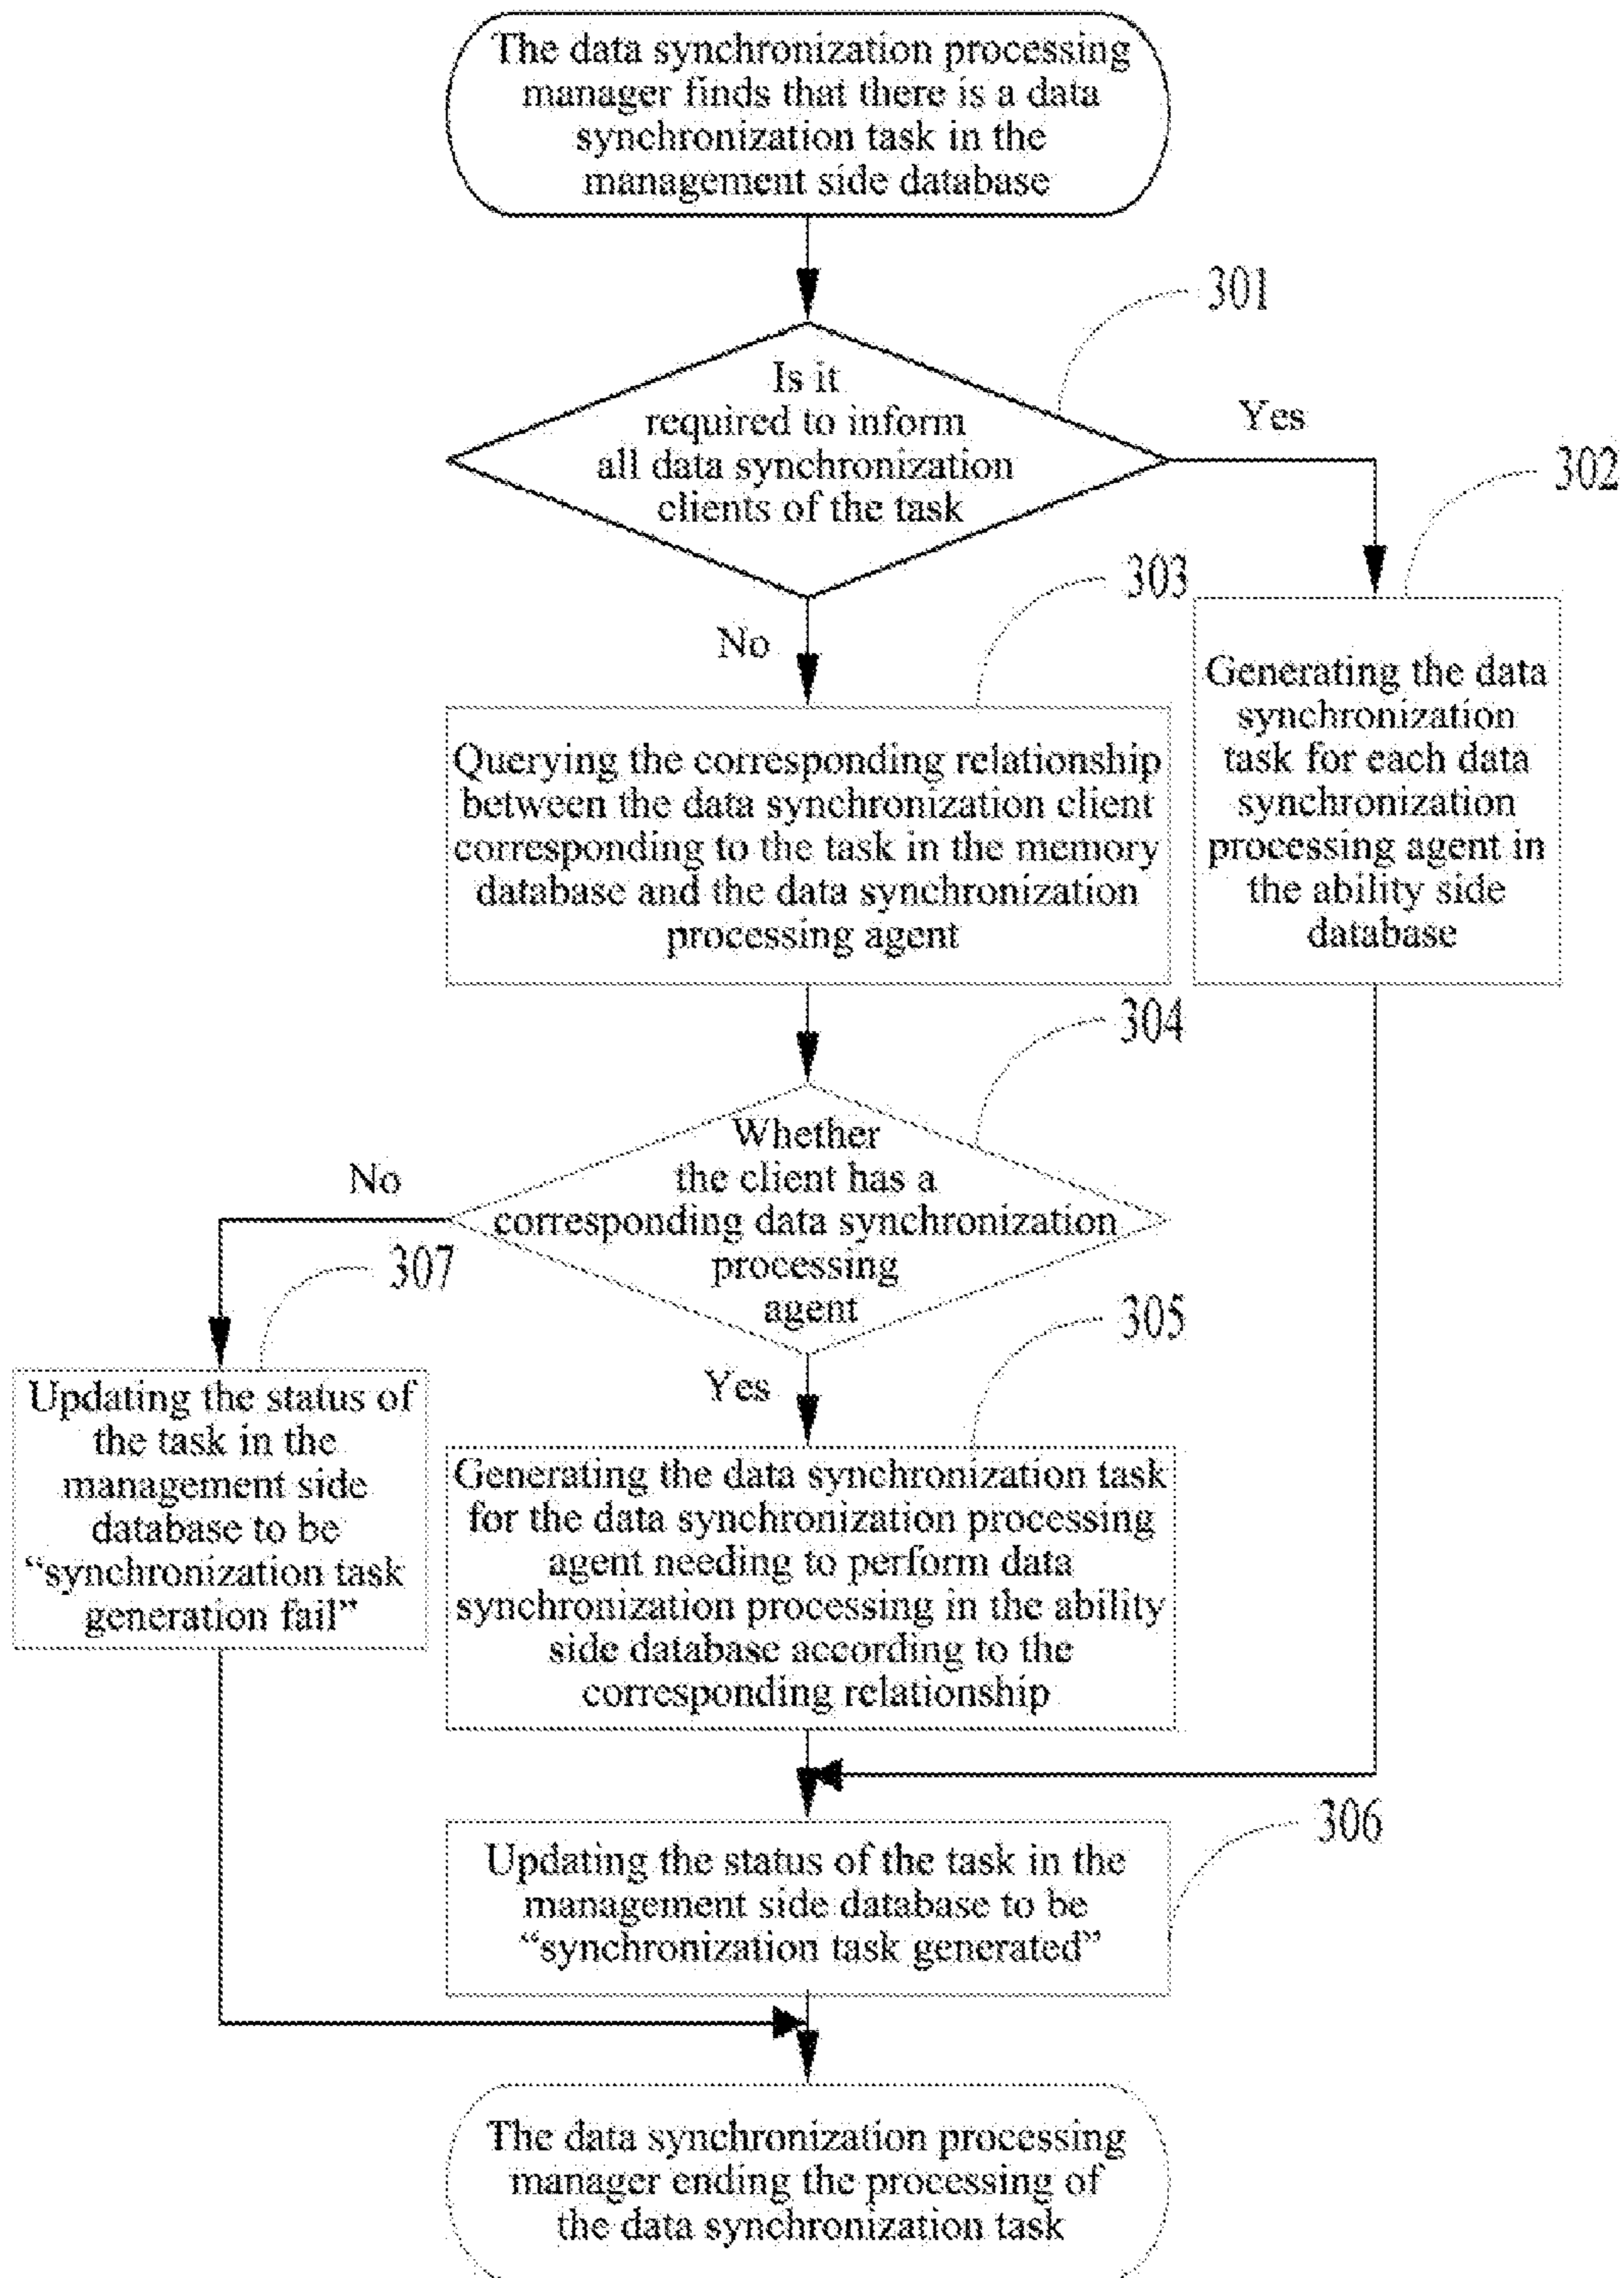 The data synchronization processing
manager finds that there is a data
synchronization task in the
management side database
301
Is it
required to inform
all data synchronization
clients of the task
Yes
302
No
303
Generating the data
synchronization
task for each data
synchronization
processing agent in
the ability side
database
Querying the corresponding relationship
between the data synchronization client
corresponding to the task in the memory
database and the data synchronization
processing agent
304
Whether
the client has a
corresponding data synchronization
processing
agent
No
307
Yes
305
Updating the status of
the task in the
management side
database to be
“synchronization task
generation fail”
Generating the data synchronization task
for the data synchronization processing
agent needing to perform data
synchronization processing in the ability
side database according to the
corresponding relationship
306
Updating the status of the task in the
management side database to be
“synchronization task generated”
The data synchronization processing
manager ending the processing of
the data synchronization task